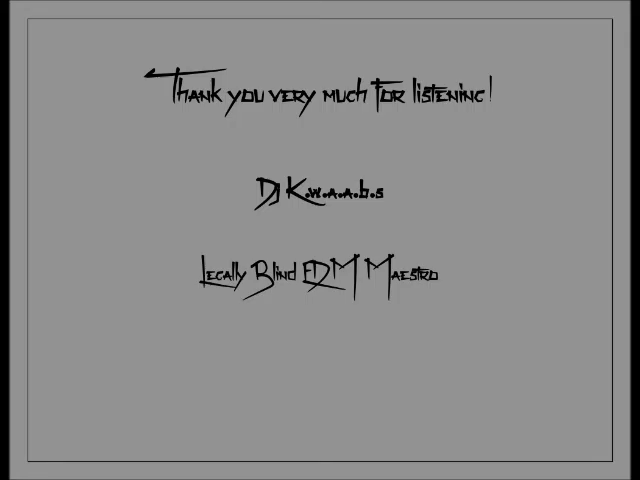 Thank you very much for listening!
Dj K.w.a.a.b.s
Legally Blind EDM Maestro